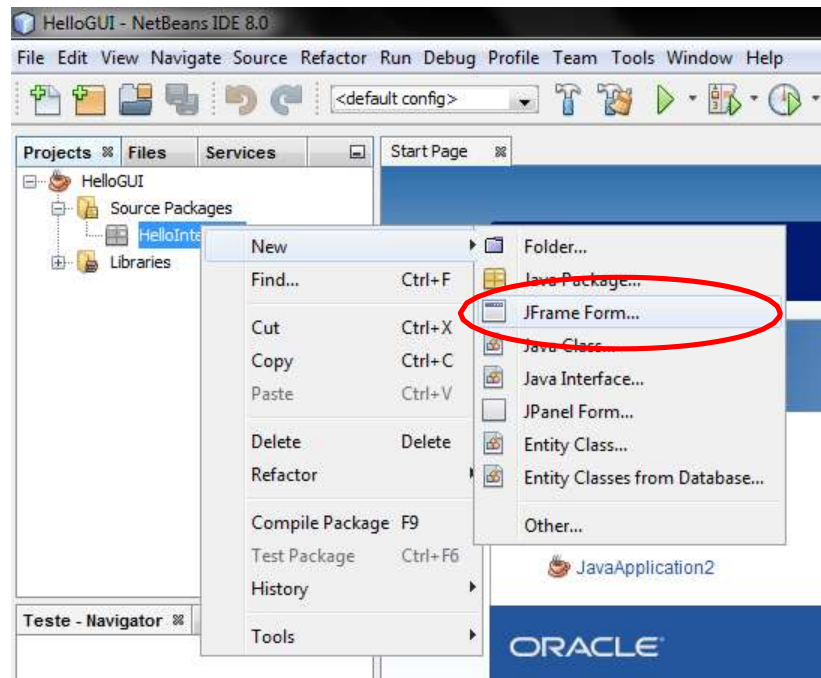 HelloGUI - NetBeans IDE 8.0
File Edit View Navigate Source Refactor Run Debug Profile Team Tools Window Help
<default config>
Projects Files Services Start Page
HelloGUI
Source Packages
HelloInte
Libraries
New
Find... Ctrl+F
Cut Ctrl+X
Copy Ctrl+C
Paste Ctrl+V
Delete Delete
Refactor
Compile Package F9
Test Package Ctrl+F6
History
Tools
Folder...
Java Package...
JFrame Form...
Java Class...
Java Interface...
JPanel Form...
Entity Class...
Entity Classes from Database...
Other...
JavaApplication2
Teste - Navigator
ORACLE